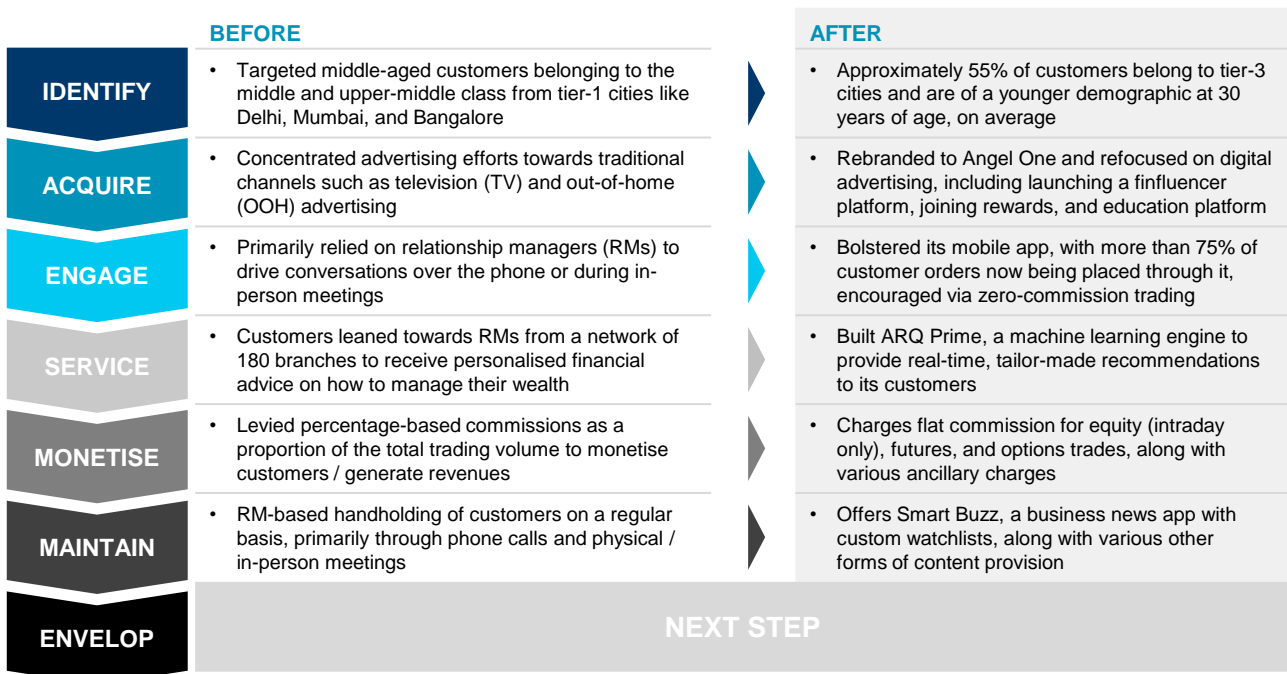 BEFORE
AFTER
IDENTIFY
• Targeted middle-aged customers belonging to the
middle and upper-middle class from tier-1 cities like
Delhi, Mumbai, and Bangalore
• Approximately 55% of customers belong to tier-3
cities and are of a younger demographic at 30
years of age, on average
ACQUIRE
• Concentrated advertising efforts towards traditional
channels such as television (TV) and out-of-home
(OOH) advertising
• Rebranded to Angel One and refocused on digital
advertising, including launching a finfluencer
platform, joining rewards, and education platform
ENGAGE
• Primarily relied on relationship managers (RMs) to
drive conversations over the phone or during in-
person meetings
• Bolstered its mobile app, with more than 75% of
customer orders now being placed through it,
encouraged via zero-commission trading
SERVICE
• Customers leaned towards RMs from a network of
180 branches to receive personalised financial
advice on how to manage their wealth
• Built ARQ Prime, a machine learning engine to
provide real-time, tailor-made recommendations
to its customers
MONETISE
• Levied percentage-based commissions as a
proportion of the total trading volume to monetise
customers / generate revenues
• Charges flat commission for equity (intraday
only), futures, and options trades, along with
various ancillary charges
MAINTAIN
• RM-based handholding of customers on a regular
basis, primarily through phone calls and physical /
in-person meetings
• Offers Smart Buzz, a business news app with
custom watchlists, along with various other
forms of content provision
ENVELOP
NEXT STEP